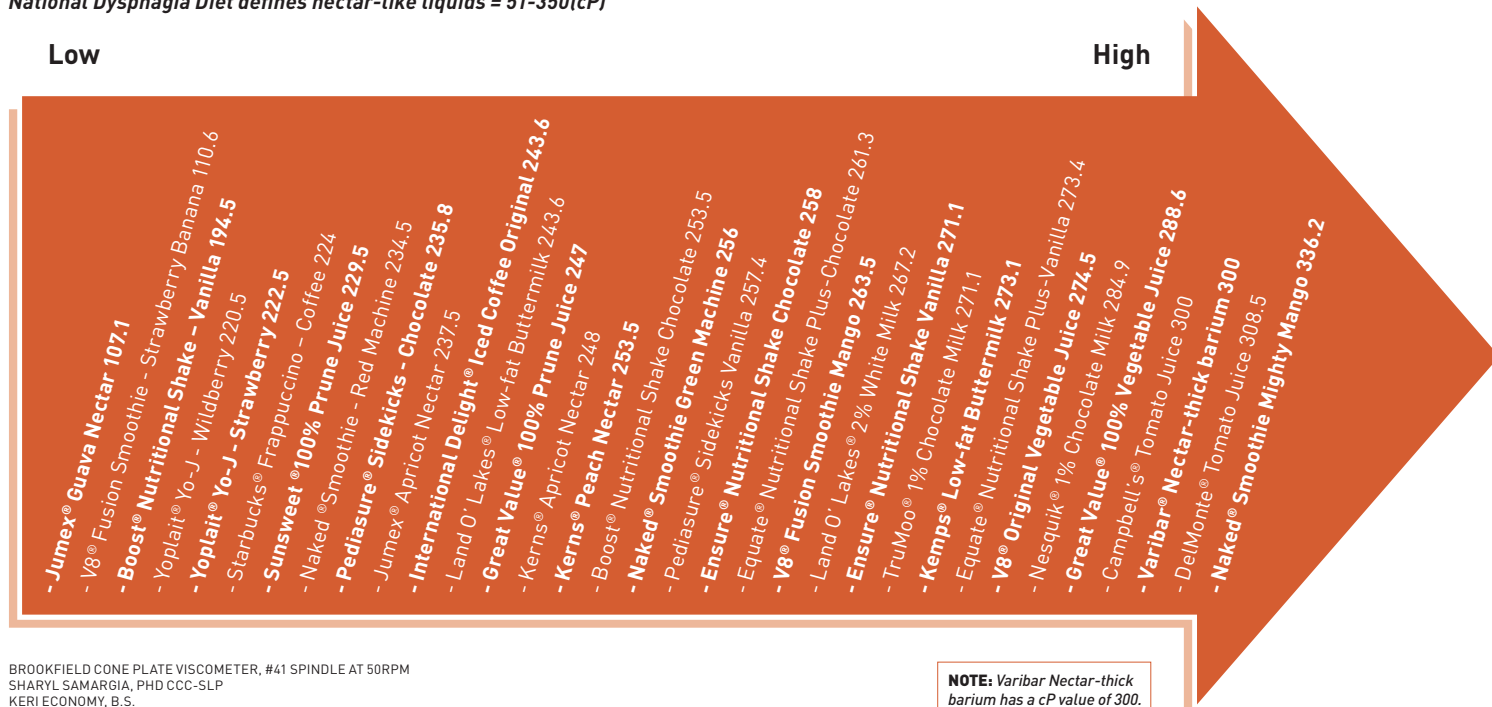 National Dysphagia Diet defines nectar-like liquids = 51-350(cP)
Low
High
- Jumex® Guava Nectar 107.1
- V8® Fusion Smoothie - Strawberry Banana 110.6
- Boost® Nutritional Shake – Vanilla 194.5
- Yoplait® Yo-J - Wildberry 220.5
- Yoplait® Yo-J - Strawberry 222.5
- Starbucks® Frappuccino – Coffee 224
- Sunsweet ®100% Prune Juice 229.5
- Naked ®Smoothie - Red Machine 234.5
- Pediasure® Sidekicks - Chocolate 235.8
- Jumex® Apricot Nectar 237.5
- International Delight® Iced Coffee Original 243.6
- Land O' Lakes® Low-fat Buttermilk 243.6
- Great Value® 100% Prune Juice 247
- Kerns® Apricot Nectar 248
- Kerns® Peach Nectar 253.5
- Boost® Nutritional Shake Chocolate 253.5
- Naked® Smoothie Green Machine 256
- Pediasure® Sidekicks Vanilla 257.4
- Ensure® Nutritional Shake Chocolate 258
- Equate® Nutritional Shake Plus-Chocolate 261.3
- V8® Fusion Smoothie Mango 263.5
- Land O' Lakes® 2% White Milk 267.2
- Ensure® Nutritional Shake Vanilla 271.1
- TruMoo® 1% Chocolate Milk 271.1
- Kemps® Low-fat Buttermilk 273.1
- Equate® Nutritional Shake Plus-Vanilla 273.4
- V8® Original Vegetable Juice 274.5
- Nesquik® 1% Chocolate Milk 284.9
- Great Value® 100% Vegetable Juice 288.6
- Campbell's® Tomato Juice 300
- Varibar® Nectar-thick barium 300
- DelMonte® Tomato Juice 308.5
- Naked® Smoothie Mighty Mango 336.2
BROOKFIELD CONE PLATE VISCOMETER, #41 SPINDLE AT 50RPM
SHARYL SAMARGIA, PHD CCC-SLP
KERI ECONOMY, B.S.
NOTE: Varibar Nectar-thick
barium has a cP value of 300.